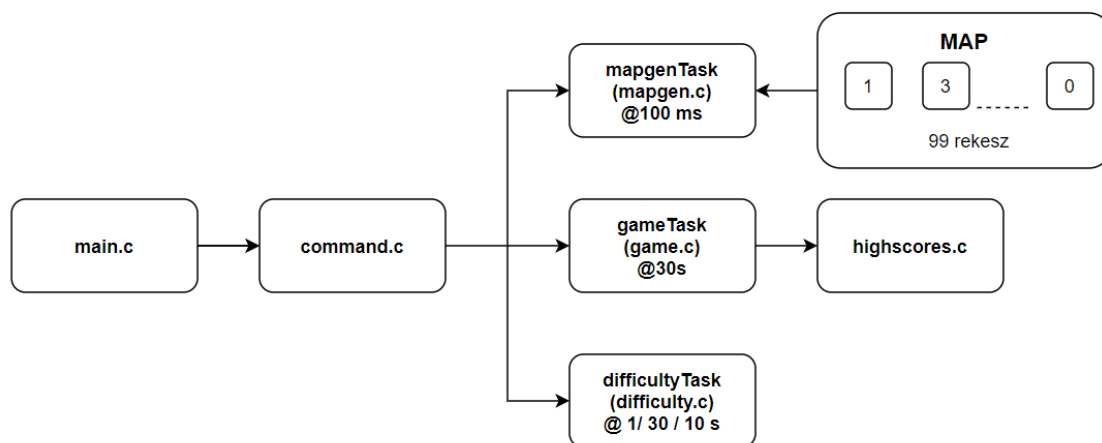 mapgenTask
(mapgen.c)
@100 ms
MAP
1 3 0
99 rekesz
main.c
command.c
gameTask
(game.c)
@30s
highscores.c
difficultyTask
(difficulty.c)
@ 1/ 30 / 10 s